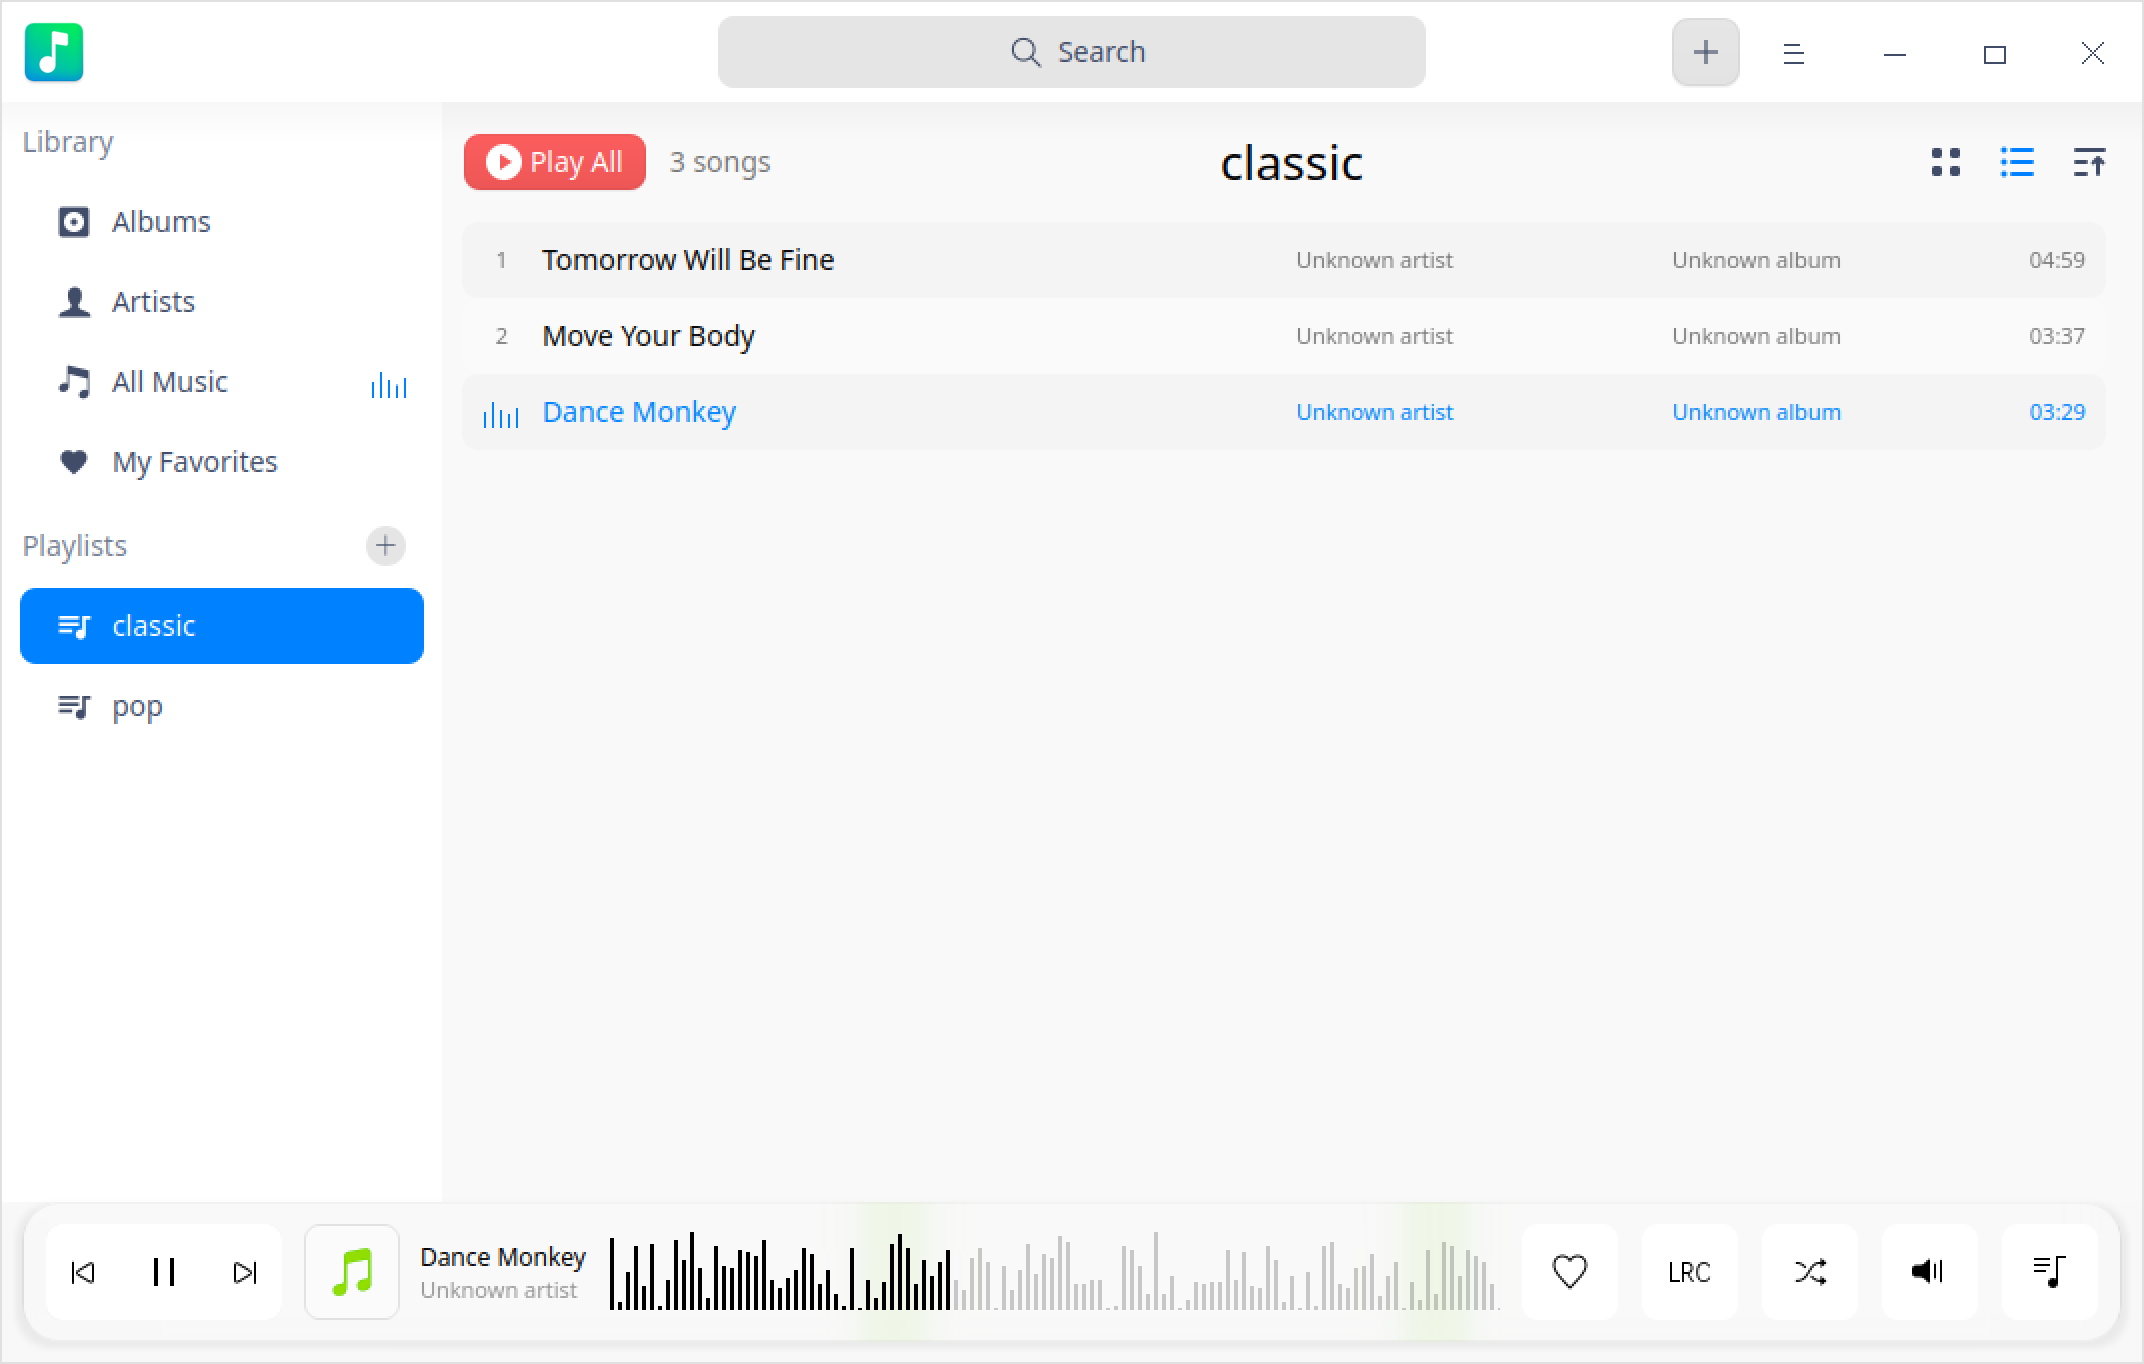 Search
Library
Albums
Artists
All Music
My Favorites
Playlists
classic
pop
Play All 3 songs classic
1 Tomorrow Will Be Fine Unknown artist Unknown album 04:59
2 Move Your Body Unknown artist Unknown album 03:37
Dance Monkey Unknown artist Unknown album 03:29
Dance Monkey
Unknown artist
LRC